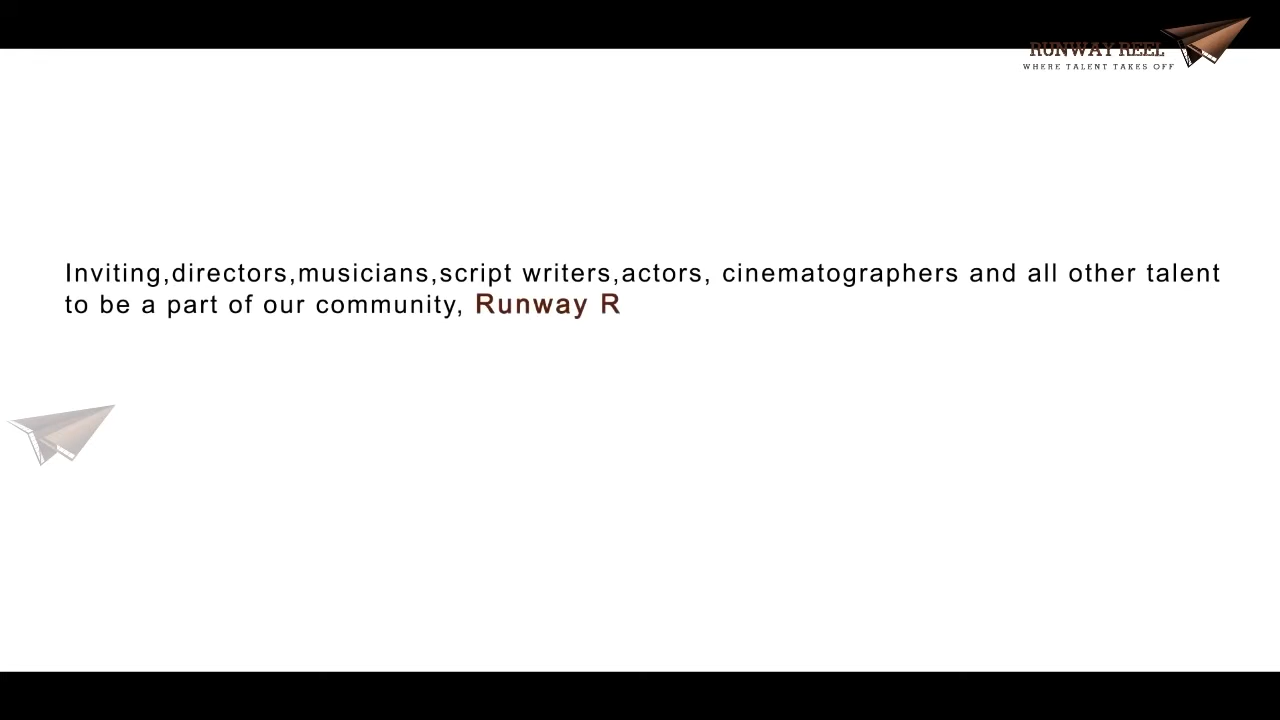 RUNWAY REEL
WHERE TALENT TAKES OFF
Inviting,directors,musicians,script writers,actors, cinematographers and all other talent
to be a part of our community, Runway R